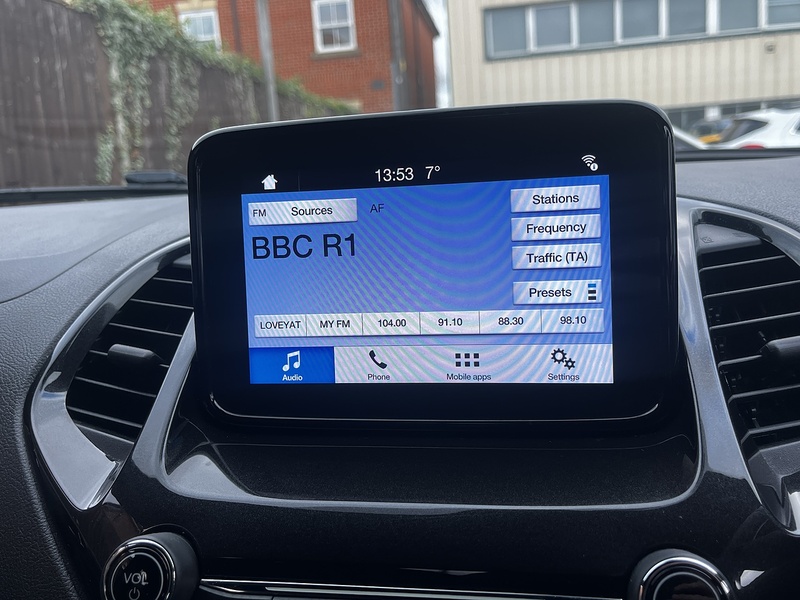 13:53 7°
FM Sources AF Stations
BBC R1 Frequency
Traffic (TA)
Presets
LOVEYAT MY FM 104.00 91.10 88.30 98.10
Audio Phone Mobile apps Settings
VOL